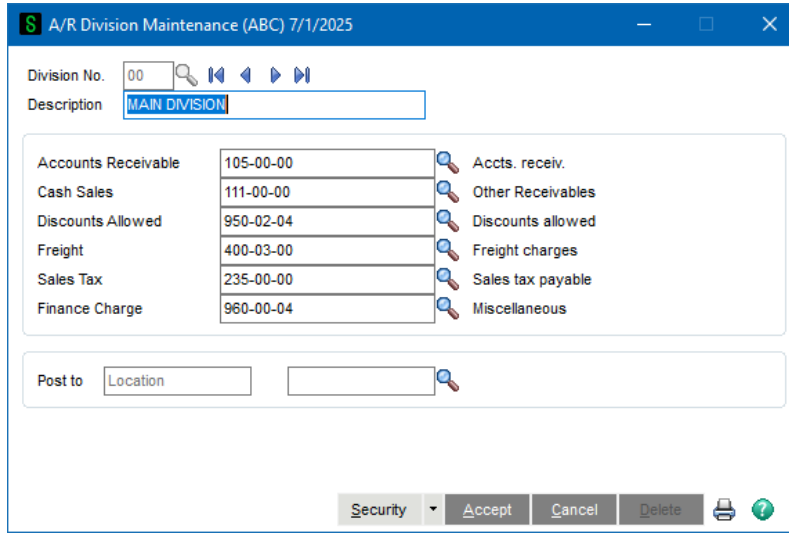 S A/R Division Maintenance (ABC) 7/1/2025
Division No. 00
Description MAIN DIVISION
Accounts Receivable 105-00-00 Accts. receiv.
Cash Sales 111-00-00 Other Receivables
Discounts Allowed 950-02-04 Discounts allowed
Freight 400-03-00 Freight charges
Sales Tax 235-00-00 Sales tax payable
Finance Charge 960-00-04 Miscellaneous
Post to Location
Security Accept Cancel Delete ?